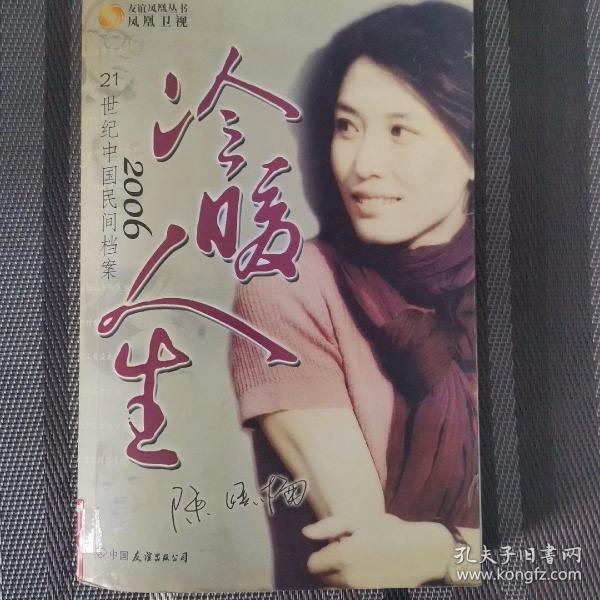 友谊凤凰丛书
凤凰卫视
21世纪中国民间档案
2006
冷暖人生
陈晓楠
中国友谊出版公司
孔夫子旧书网
www.kongfz.com